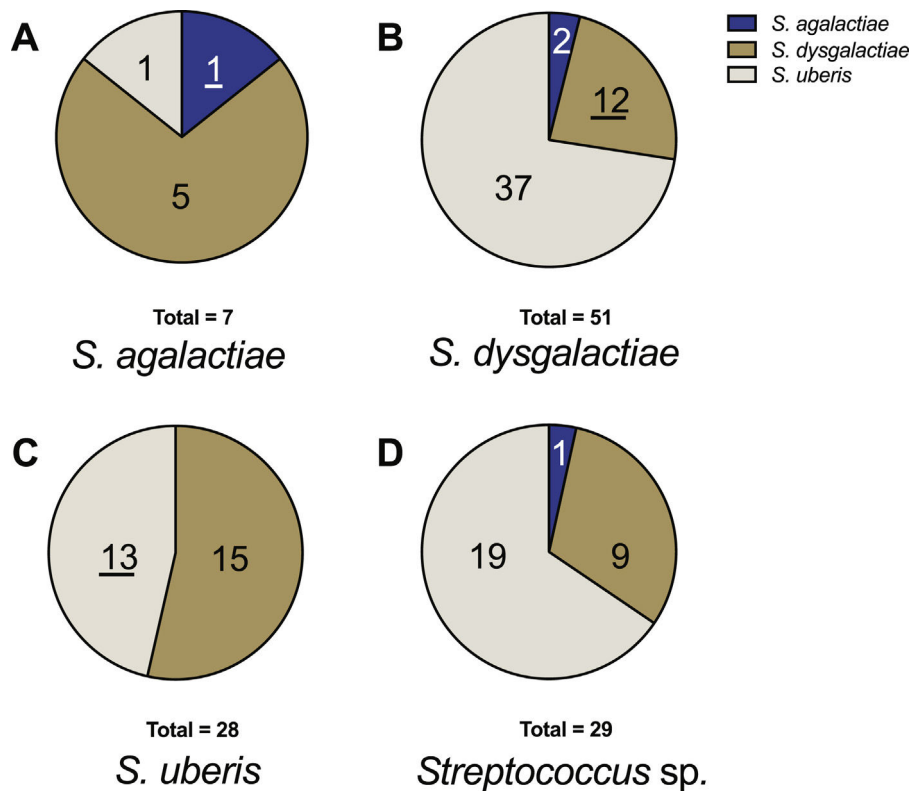 A
1
1
5
Total = 7
S. agalactiae
B
2
12
37
Total = 51
S. dysgalactiae
S. agalactiae
S. dysgalactiae
S. uberis
C
13
15
Total = 28
S. uberis
D
1
19
9
Total = 29
Streptococcus sp.